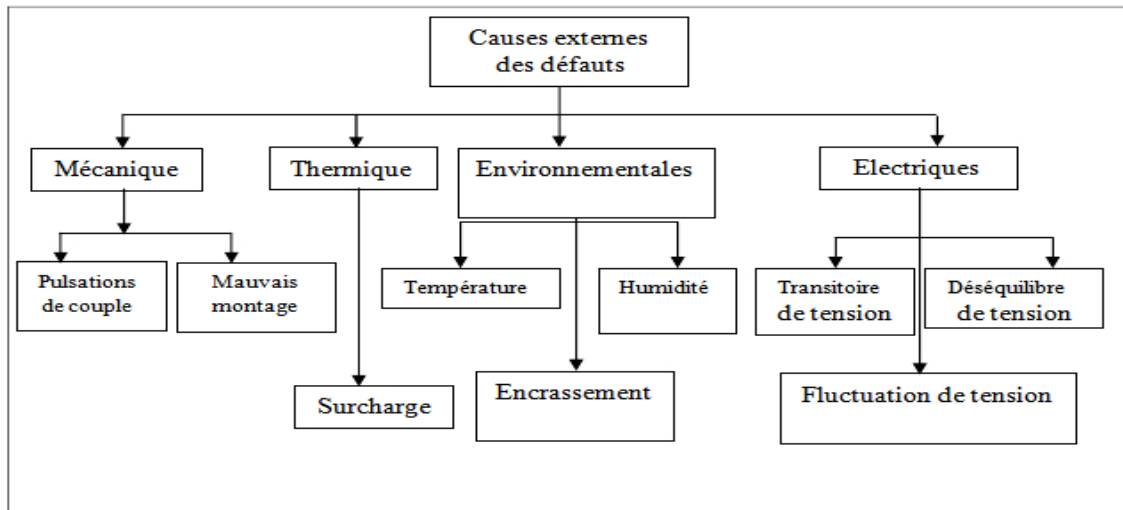 Causes externes
des défauts
Mécanique
Thermique
Environnementales
Electriques
Pulsations
de couple
Mauvais
montage
Température
Humidité
Transitoire
de tension
Déséquilibre
de tension
Surcharge
Encrassement
Fluctuation de tension